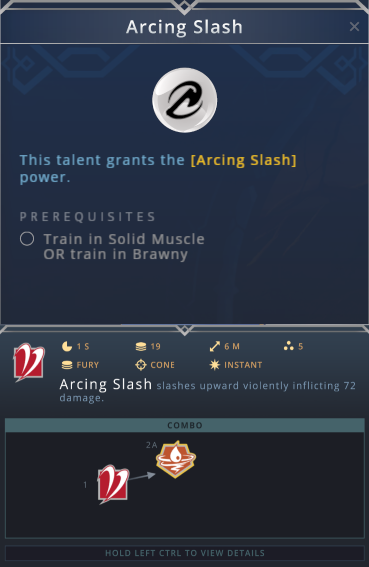 Arcing Slash
This talent grants the [Arcing Slash]
power.
PREREQUISITES
Train in Solid Muscle
OR train in Brawny
1 S 19 6 M 5
FURY CONE INSTANT
Arcing Slash slashes upward violently inflicting 72
damage.
COMBO
2A
1
HOLD LEFT CTRL TO VIEW DETAILS